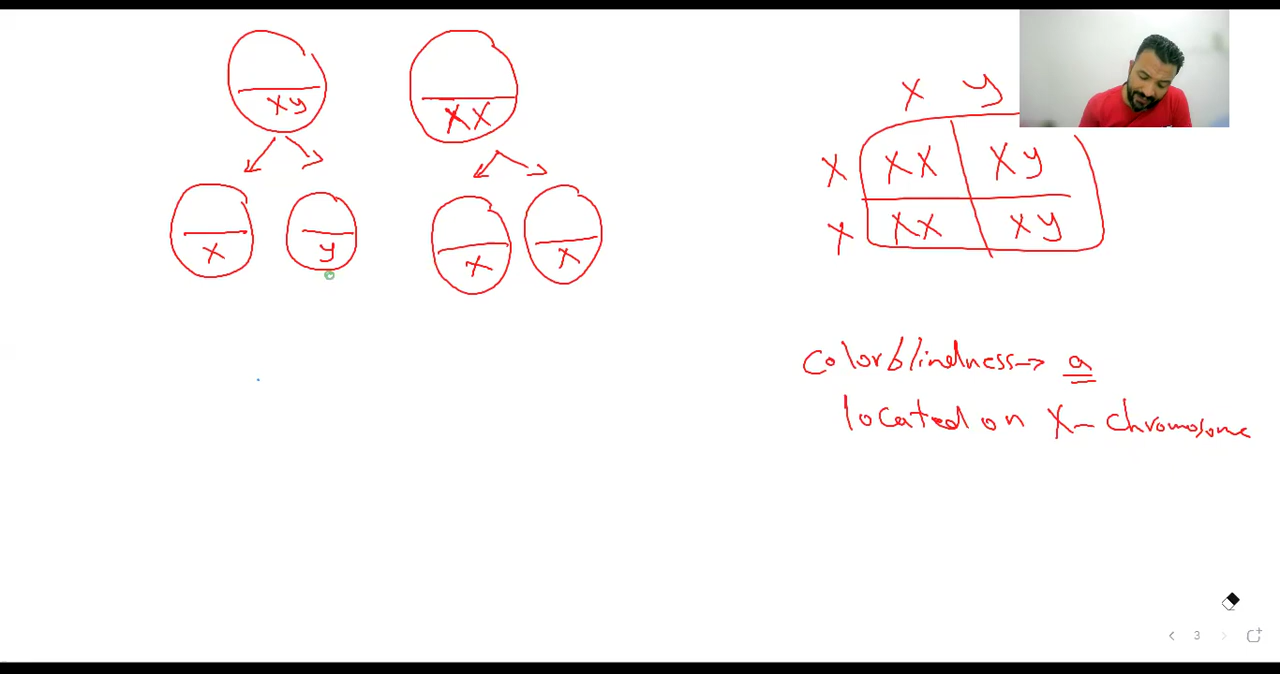 Xy
XX
X
y
X
X
X y
X
XX
Xy
X
XX
Xy
Colorblindness→ a
located on X- chromosome
3